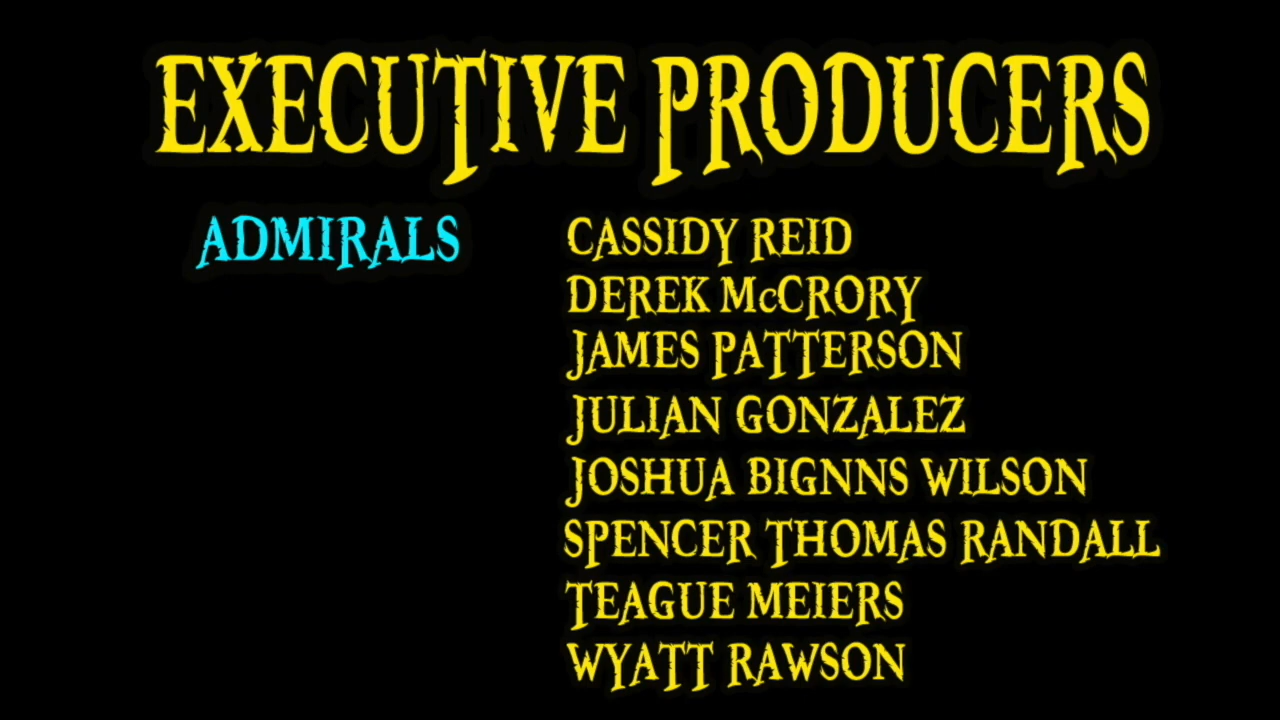 EXECUTIVE PRODUCERS
ADMIRALS CASSIDY REID
DEREK McCRORY
JAMES PATTERSON
JULIAN GONZALEZ
JOSHUA BIGNNS WILSON
SPENCER THOMAS RANDALL
TEAGUE MEIERS
WYATT RAWSON